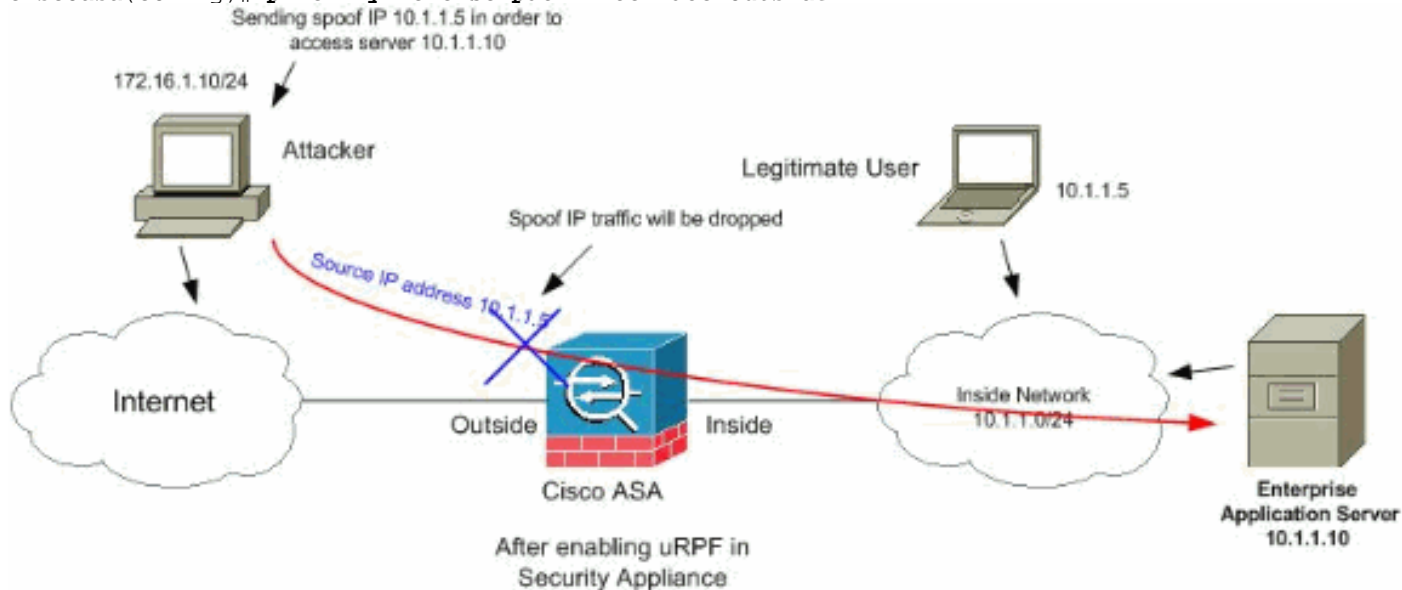 Sending spoof IP 10.1.1.5 in order to
access server 10.1.1.10
172.16.1.10/24
Attacker
Legitimate User
10.1.1.5
Spoof IP traffic will be dropped
Source IP address 10.1.1.5
Internet
Outside
Inside
Inside Network
10.1.1.0/24
Cisco ASA
Enterprise
Application Server
10.1.1.10
After enabling uRPF in
Security Appliance